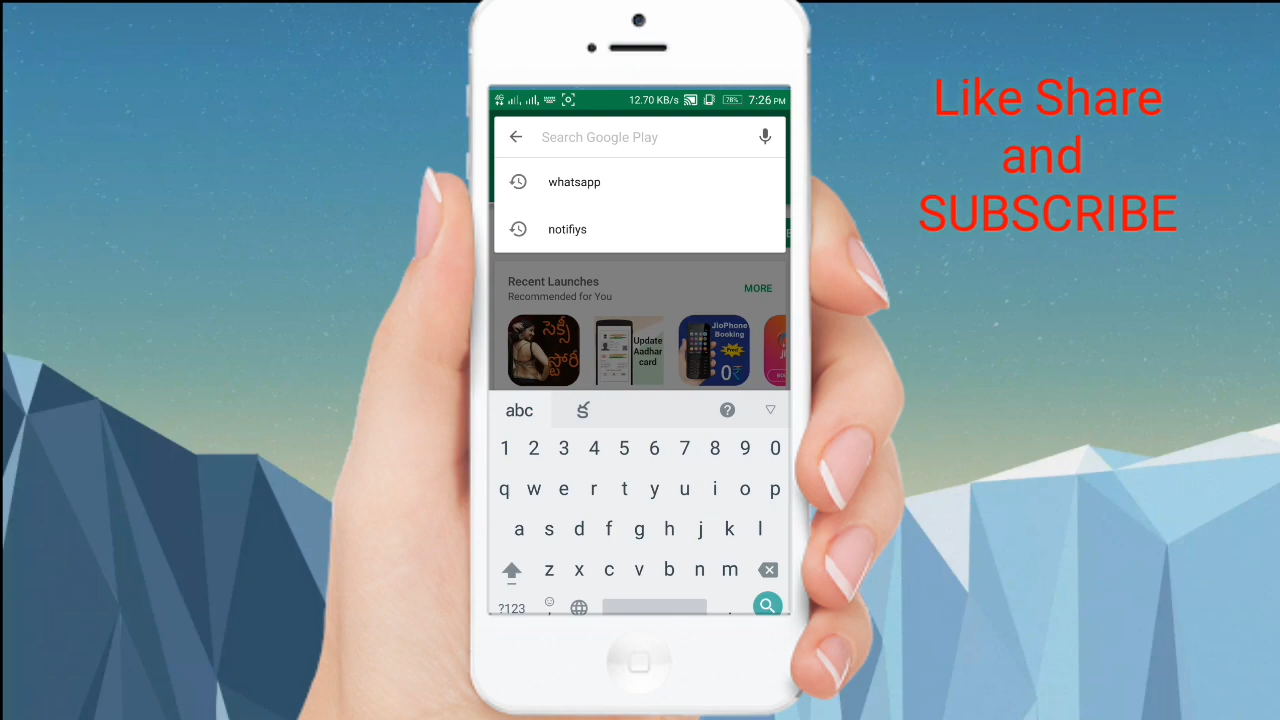 Like Share
and
SUBSCRIBE
4G 12.70 KB/s 78% 7:26 PM
Search Google Play
whatsapp
notifiys
Recent Launches
Recommended for You
MORE
సెక్సీ
స్టోరీ
Update
Aadhar
card
JioPhone
Booking
Free
0₹
abc క ?
1 2 3 4 5 6 7 8 9 0
q w e r t y u i o p
a s d f g h j k l
z x c v b n m
?123 , .